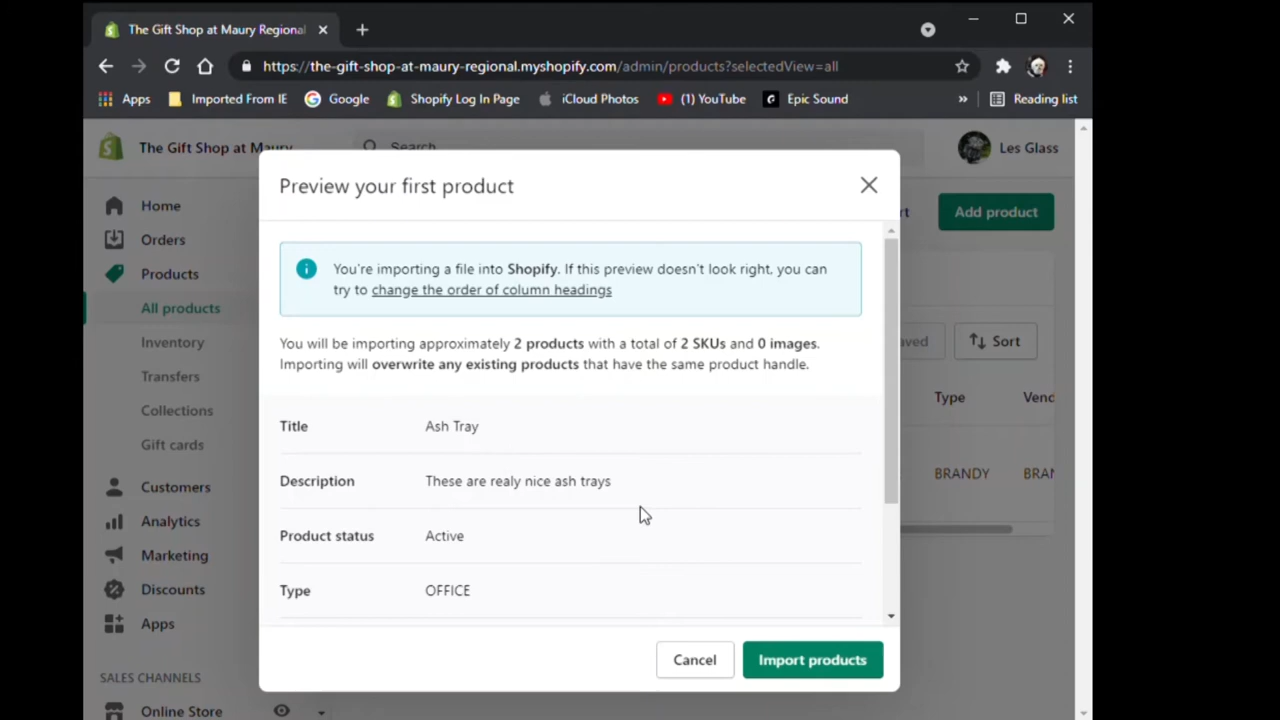 The Gift Shop at Maury Regional
https://the-gift-shop-at-maury-regional.myshopify.com/admin/products?selectedView=all
Apps Imported From IE Google Shopify Log In Page iCloud Photos (1) YouTube Epic Sound » Reading list
The Gift Shop at Maury Search Les Glass
Home
Orders
Products
All products
Inventory
Transfers
Collections
Gift cards
Customers
Analytics
Marketing
Discounts
Apps
SALES CHANNELS
Online Store
Preview your first product
You're importing a file into Shopify. If this preview doesn't look right, you can
try to change the order of column headings
You will be importing approximately 2 products with a total of 2 SKUs and 0 images.
Importing will overwrite any existing products that have the same product handle.
Title Ash Tray
Description These are realy nice ash trays
Product status Active
Type OFFICE
Cancel Import products
Add product
Sort
Type Vend
BRANDY BRAN